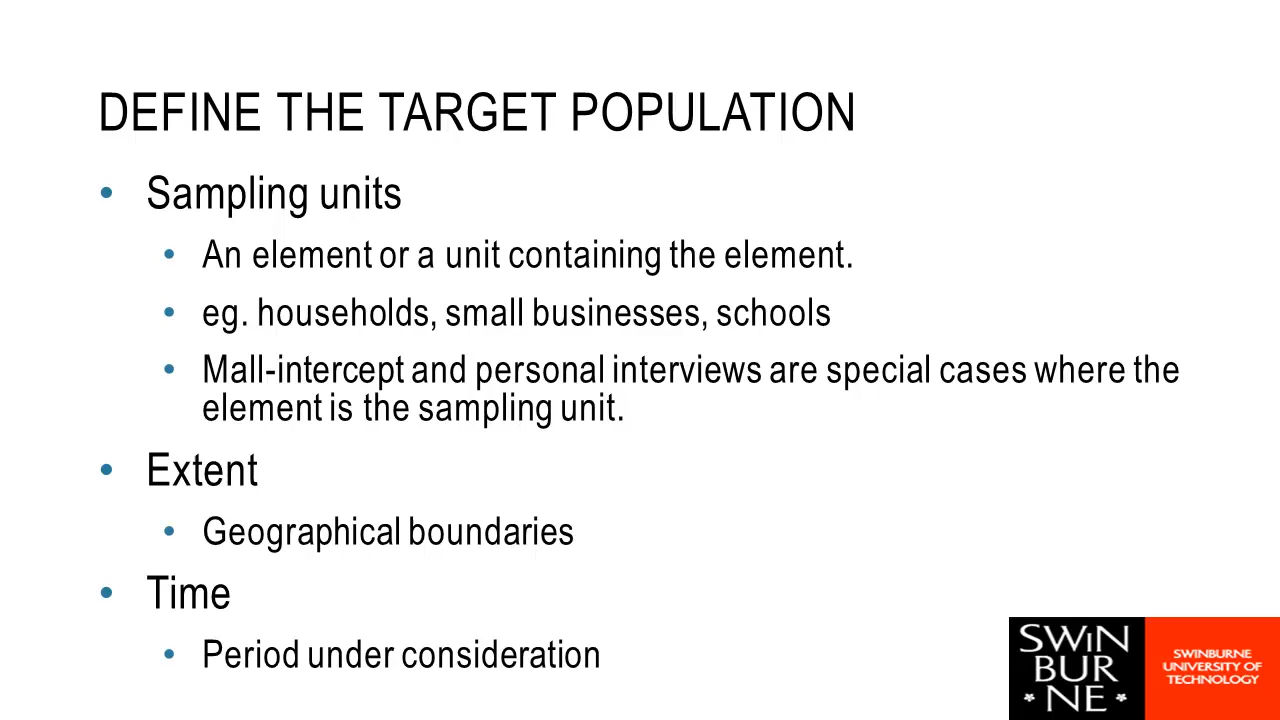 DEFINE THE TARGET POPULATION
• Sampling units
• An element or a unit containing the element.
• eg. households, small businesses, schools
• Mall-intercept and personal interviews are special cases where the
element is the sampling unit.
• Extent
• Geographical boundaries
• Time
• Period under consideration
SWIN
BUR
NE
SWINBURNE
UNIVERSITY OF
TECHNOLOGY